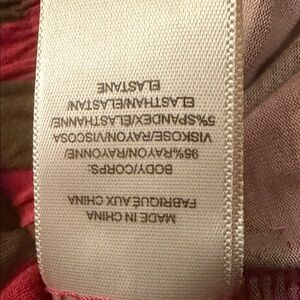 MADE IN CHINA
FABRIQUÉ AUX CHINA
BODY/CORPS:
95%RAYON/RAYONNE/
VISKOSE/RAYON/VISCOSA
5%SPANDEX/ELASTHANNE/
ELASTHAN/ELASTAN/
ELASTANE